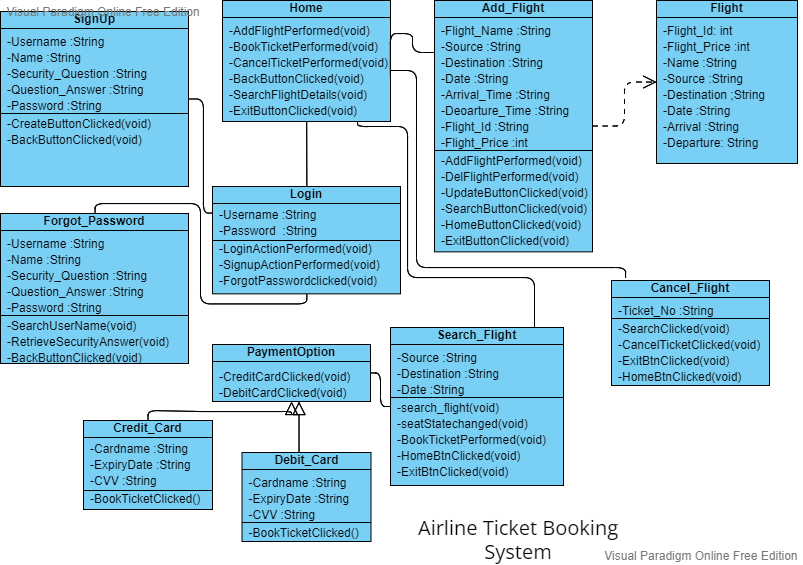 Visual Paradigm Online Free Edition
SignUp
-Username :String
-Name :String
-Security_Question :String
-Question_Answer :String
-Password :String
-CreateButtonClicked(void)
-BackButtonClicked(void)
Home
-AddFlightPerformed(void)
-BookTicketPerformed(void)
-CancelTicketPerformed(void)
-BackButtonClicked(void)
-SearchFlightDetails(void)
-ExitButtonClicked(void)
Add_Flight
-Flight_Name :String
-Source :String
-Destination :String
-Date :String
-Arrival_Time :String
-Deoarture_Time :String
-Flight_Id :String
-Flight_Price :int
-AddFlightPerformed(void)
-DelFlightPerformed(void)
-UpdateButtonClicked(void)
-SearchButtonClicked(void)
-HomeButtonClicked(void)
-ExitButtonClicked(void)
Flight
-Flight_Id: int
-Flight_Price :int
-Name :String
-Source :String
-Destination ;String
-Date :String
-Arrival :String
-Departure: String
Login
-Username :String
-Password :String
-LoginActionPerformed(void)
-SignupActionPerformed(void)
-ForgotPasswordclicked(void)
Forgot_Password
-Username :String
-Name :String
-Security_Question :String
-Question_Answer :String
-Password :String
-SearchUserName(void)
-RetrieveSecurityAnswer(void)
-BackButtonClicked(void)
Cancel_Flight
-Ticket_No :String
-SearchClicked(void)
-CancelTicketClicked(void)
-ExitBtnClicked(void)
-HomeBtnClicked(void)
Search_Flight
-Source :String
-Destination :String
-Date :String
-search_flight(void)
-seatStatechanged(void)
-BookTicketPerformed(void)
-HomeBtnClicked(void)
-ExitBtnClicked(void)
PaymentOption
-CreditCardClicked(void)
-DebitCardClicked(void)
Credit_Card
-Cardname :String
-ExpiryDate :String
-CVV :String
-BookTicketClicked()
Debit_Card
-Cardname :String
-ExpiryDate :String
-CVV :String
-BookTicketClicked()
Airline Ticket Booking
System
Visual Paradigm Online Free Edition